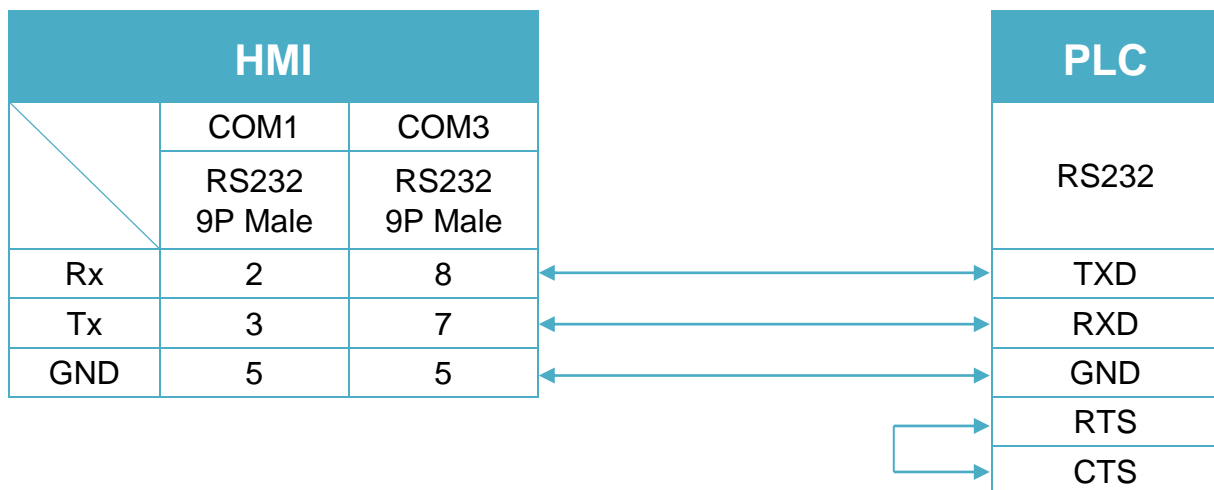 HMI PLC
COM1 COM3
RS232 RS232 RS232
9P Male 9P Male
Rx 2 8 TXD
Tx 3 7 RXD
GND 5 5 GND
RTS
CTS